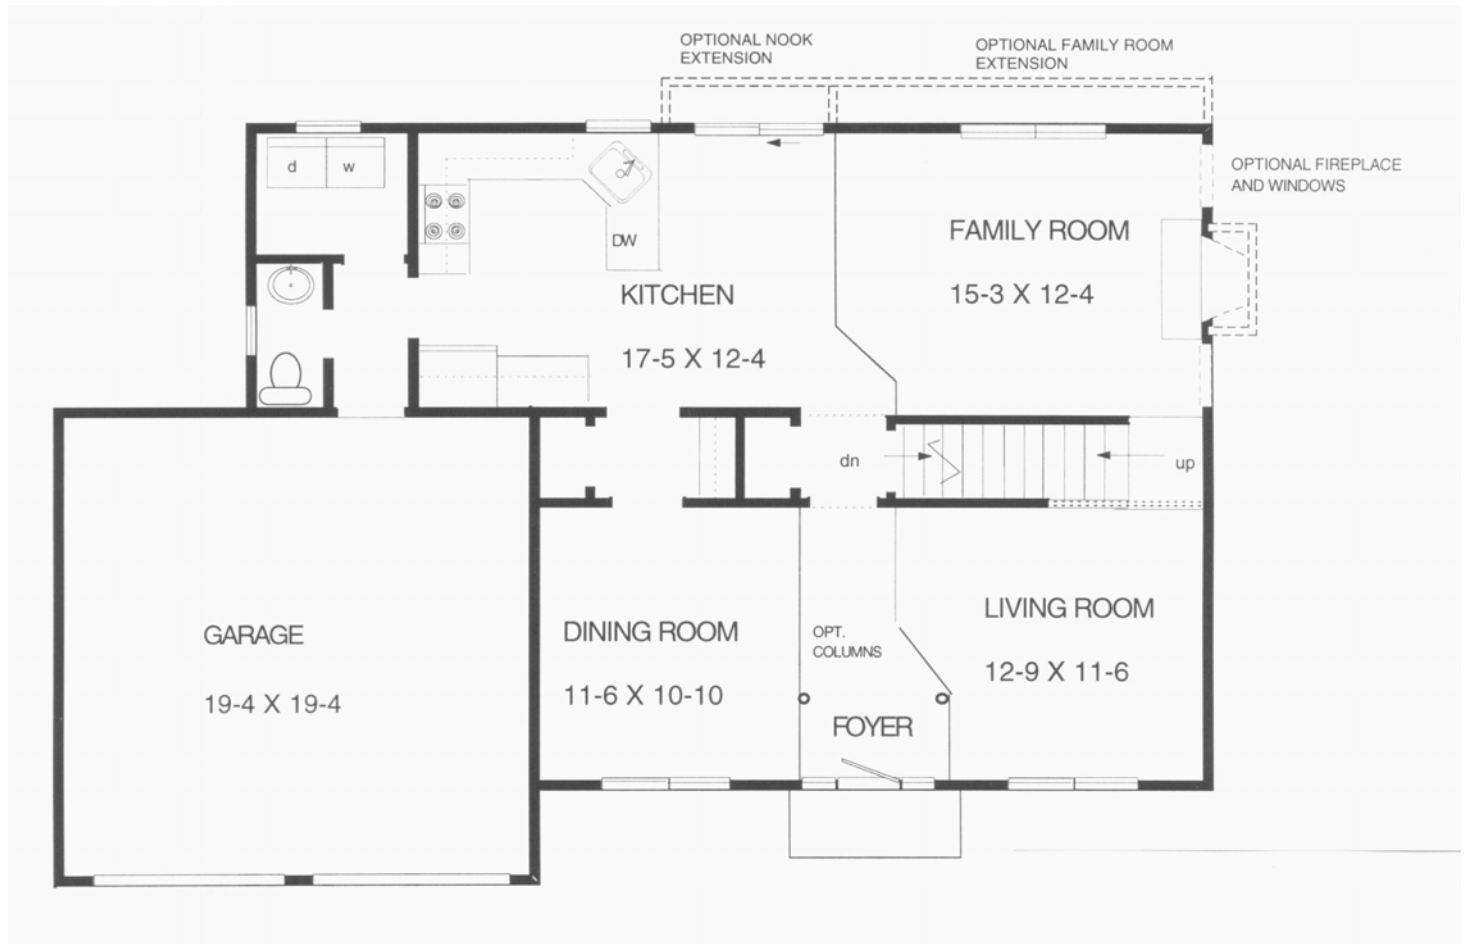 OPTIONAL NOOK
EXTENSION
OPTIONAL FAMILY ROOM
EXTENSION
OPTIONAL FIREPLACE
AND WINDOWS
d
w
DW
FAMILY ROOM
15-3 X 12-4
KITCHEN
17-5 X 12-4
dn
up
GARAGE
19-4 X 19-4
DINING ROOM
11-6 X 10-10
OPT.
COLUMNS
FOYER
LIVING ROOM
12-9 X 11-6